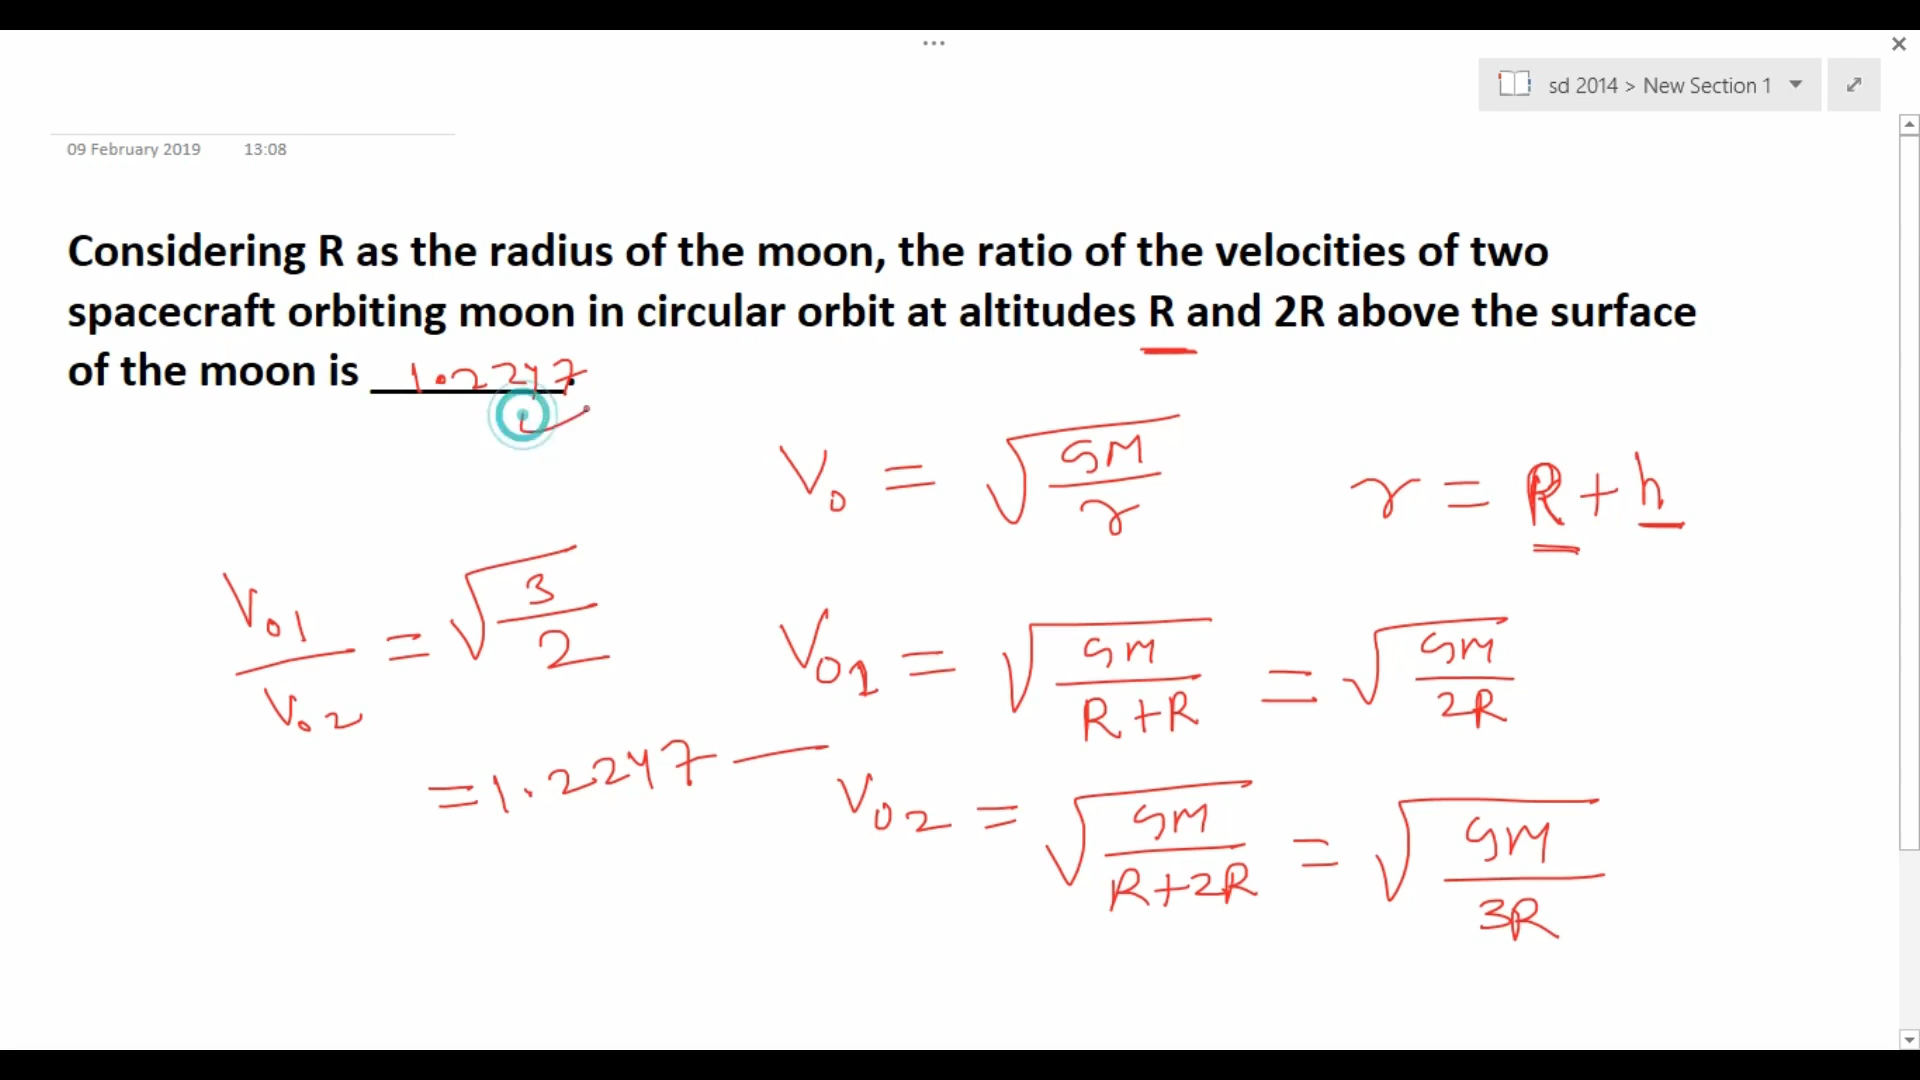 sd 2014 > New Section 1
09 February 2019 13:08
Considering R as the radius of the moon, the ratio of the velocities of two
spacecraft orbiting moon in circular orbit at altitudes R and 2R above the surface
of the moon is __________.
1.2247
V₀ = √(GM/r)
r = R + h
V₀₁/V₀₂ = √(3/2)
V₀₁ = √(GM/(R+R)) = √(GM/2R)
= 1.2247 —
V₀₂ = √(GM/(R+2R)) = √(GM/3R)